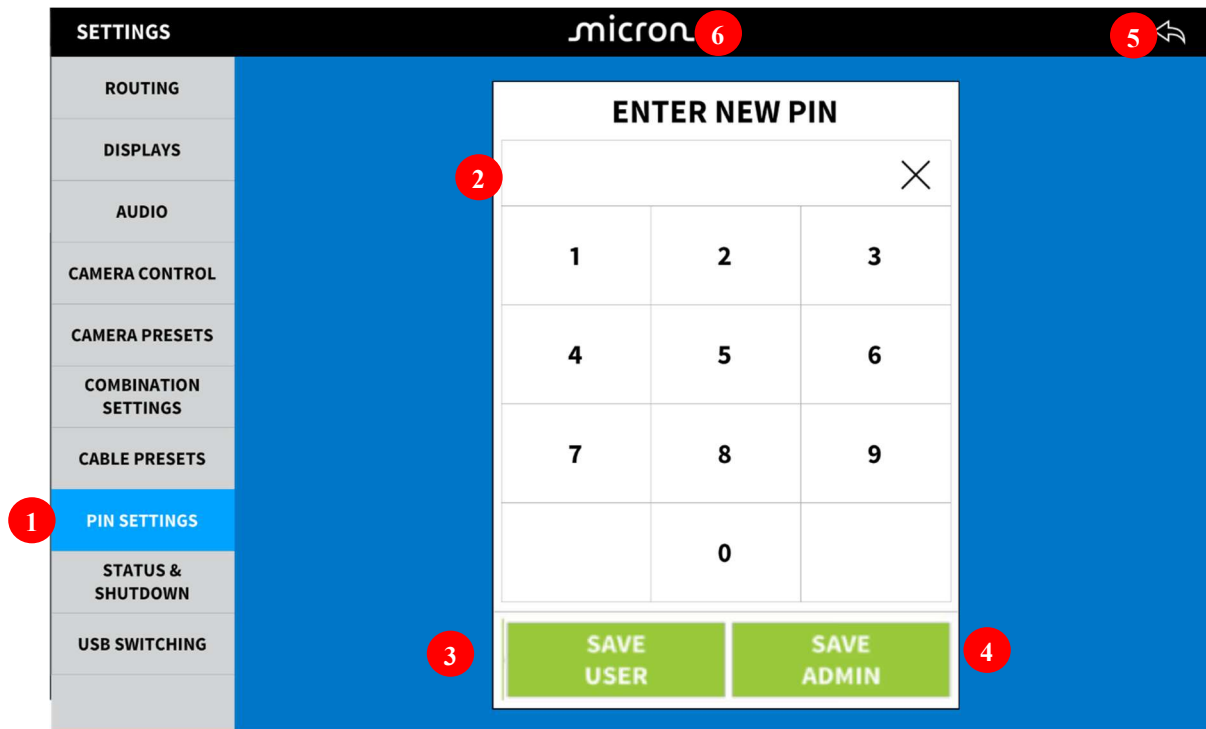 SETTINGS
micron
6
5
ROUTING
DISPLAYS
AUDIO
CAMERA CONTROL
CAMERA PRESETS
COMBINATION
SETTINGS
CABLE PRESETS
1
PIN SETTINGS
STATUS &
SHUTDOWN
USB SWITCHING
ENTER NEW PIN
2
1 2 3
4 5 6
7 8 9
0
3
SAVE
USER
SAVE
ADMIN
4